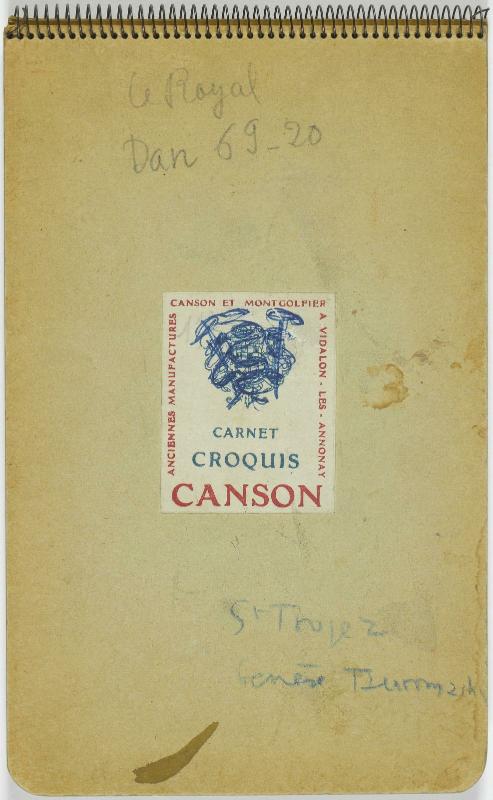 Le Royal
Dan 69-20
CANSON ET MONTGOLFIER
ANCIENNES MANUFACTURES
A VIDALON - LES - ANNONAY
CARNET
CROQUIS
CANSON
St Tropez